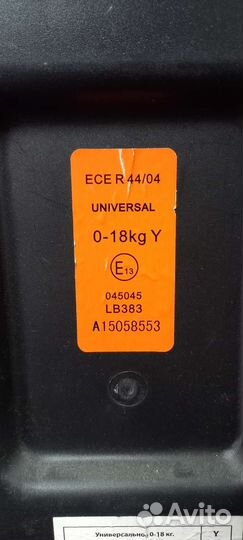 ECE R 44/04
UNIVERSAL
0-18kg Y
E13
045045
LB383
A15058553
Avito
Универсально, 0-18 кг. Y